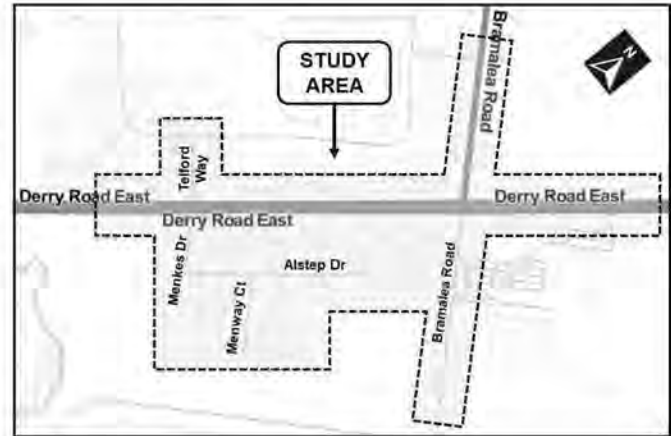 STUDY
AREA
Bramalea Road
N
Telford
Way
Derry Road East
Derry Road East
Derry Road East
Menkes Dr
Alstep Dr
Menway Ct
Bramalea Road